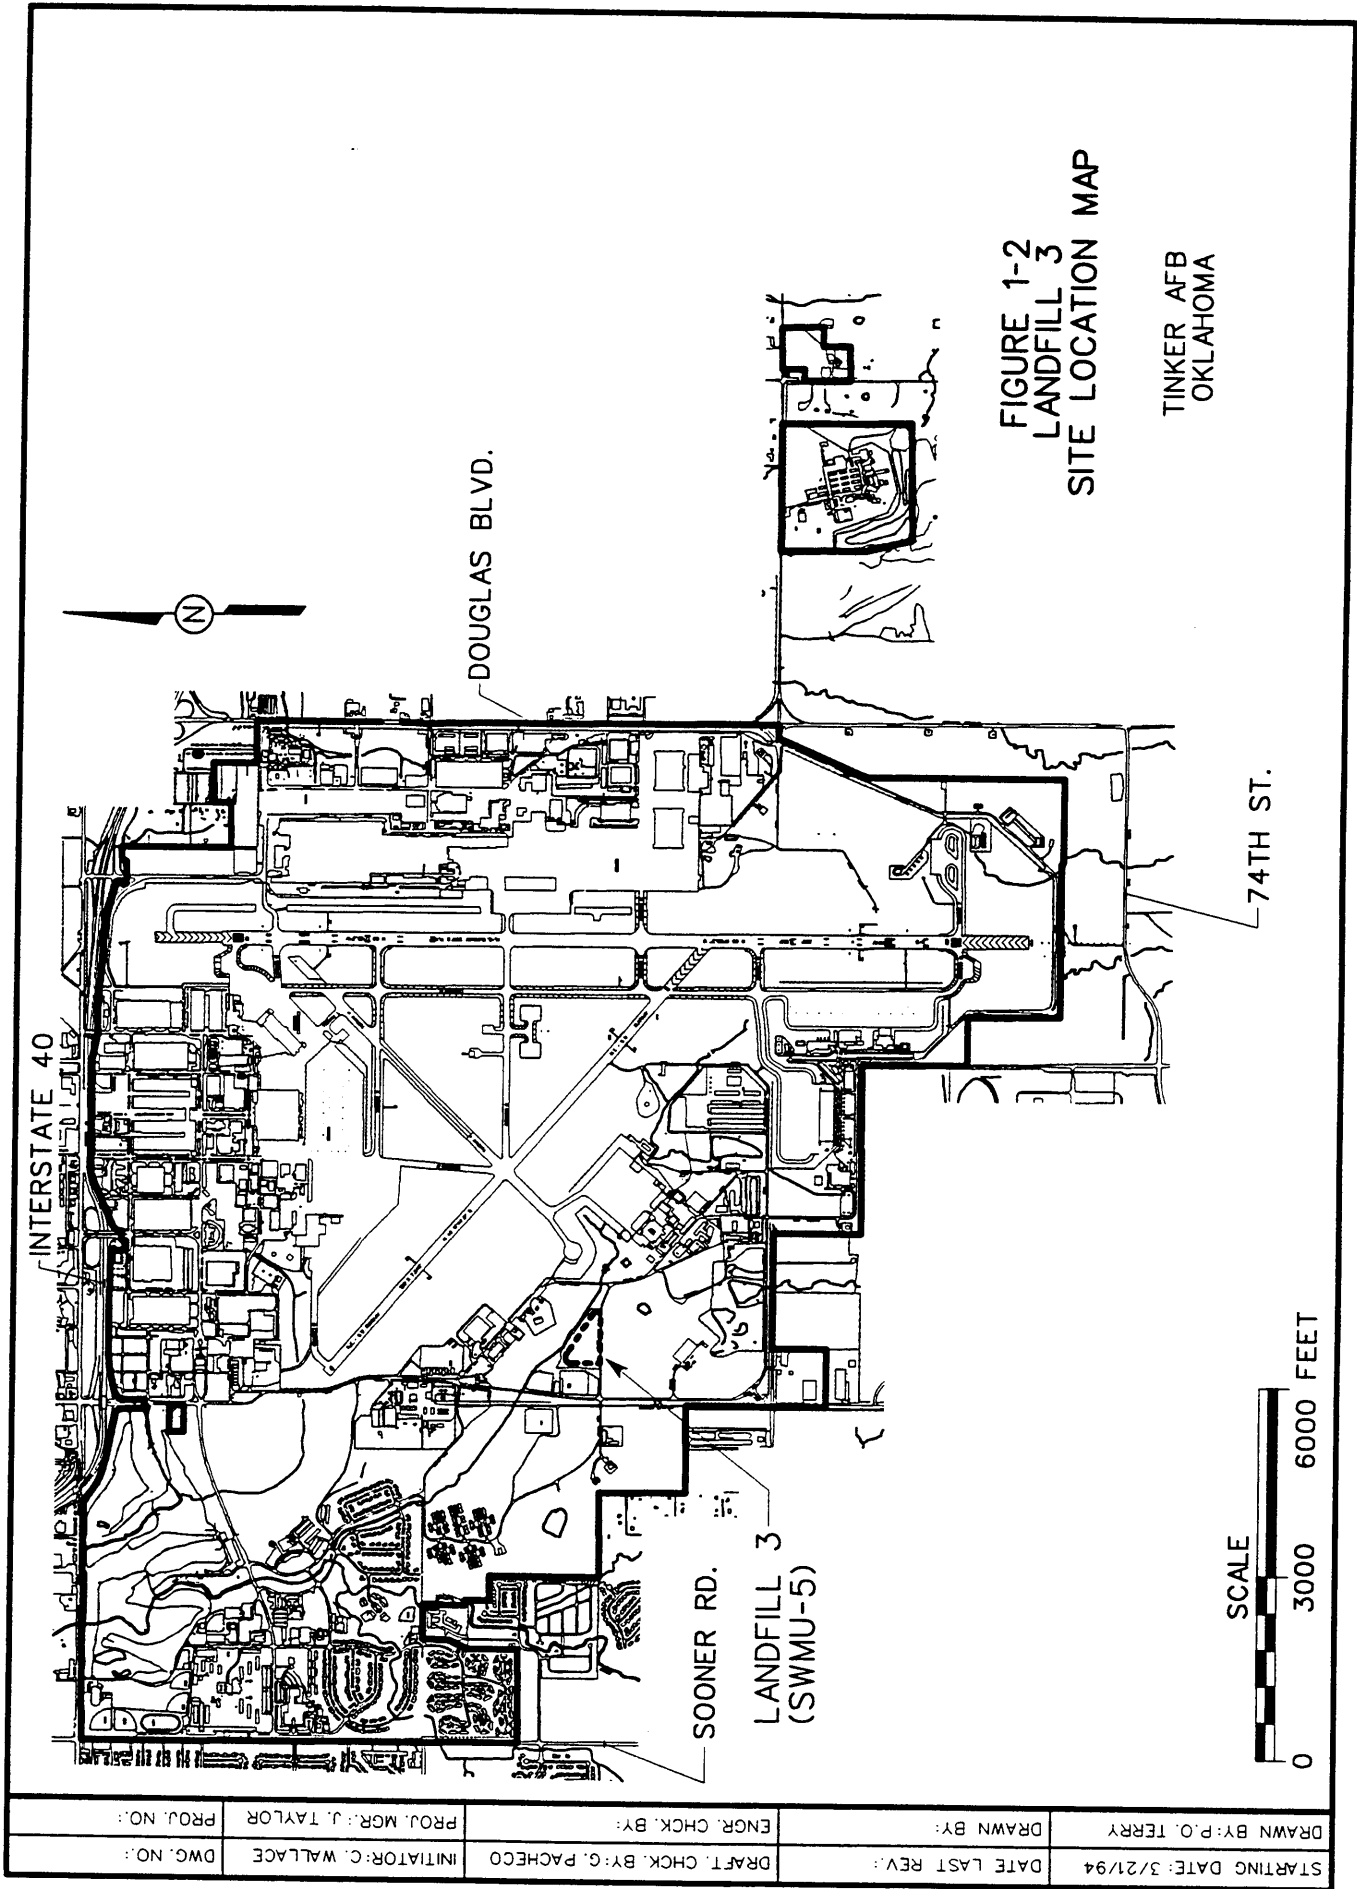 INTERSTATE 40
N
DOUGLAS BLVD.
74TH ST.
SOONER RD.
LANDFILL 3
(SWMU-5)
SCALE
0 3000 6000 FEET
FIGURE 1-2
LANDFILL 3
SITE LOCATION MAP
TINKER AFB
OKLAHOMA
STARTING DATE: 3/21/94
DATE LAST REV.:
DRAFT. CHCK. BY: G. PACHECO
INITIATOR: C. WALLACE
DWG. NO.:
DRAWN BY: P.O. TERRY
DRAWN BY:
ENGR. CHCK. BY:
PROJ. MGR.: J. TAYLOR
PROJ. NO.: